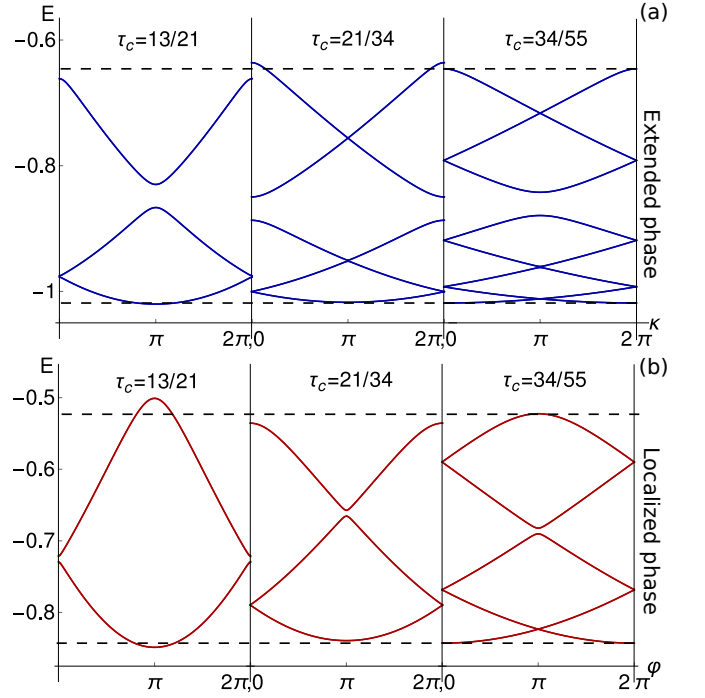 E
(a)
τc=13/21
τc=21/34
τc=34/55
−0.6
−0.8
−1
Extended phase
κ
π
2π,0
π
2π,0
π
2π
E
(b)
τc=13/21
τc=21/34
τc=34/55
−0.5
−0.6
−0.7
−0.8
Localized phase
φ
π
2π,0
π
2π,0
π
2π